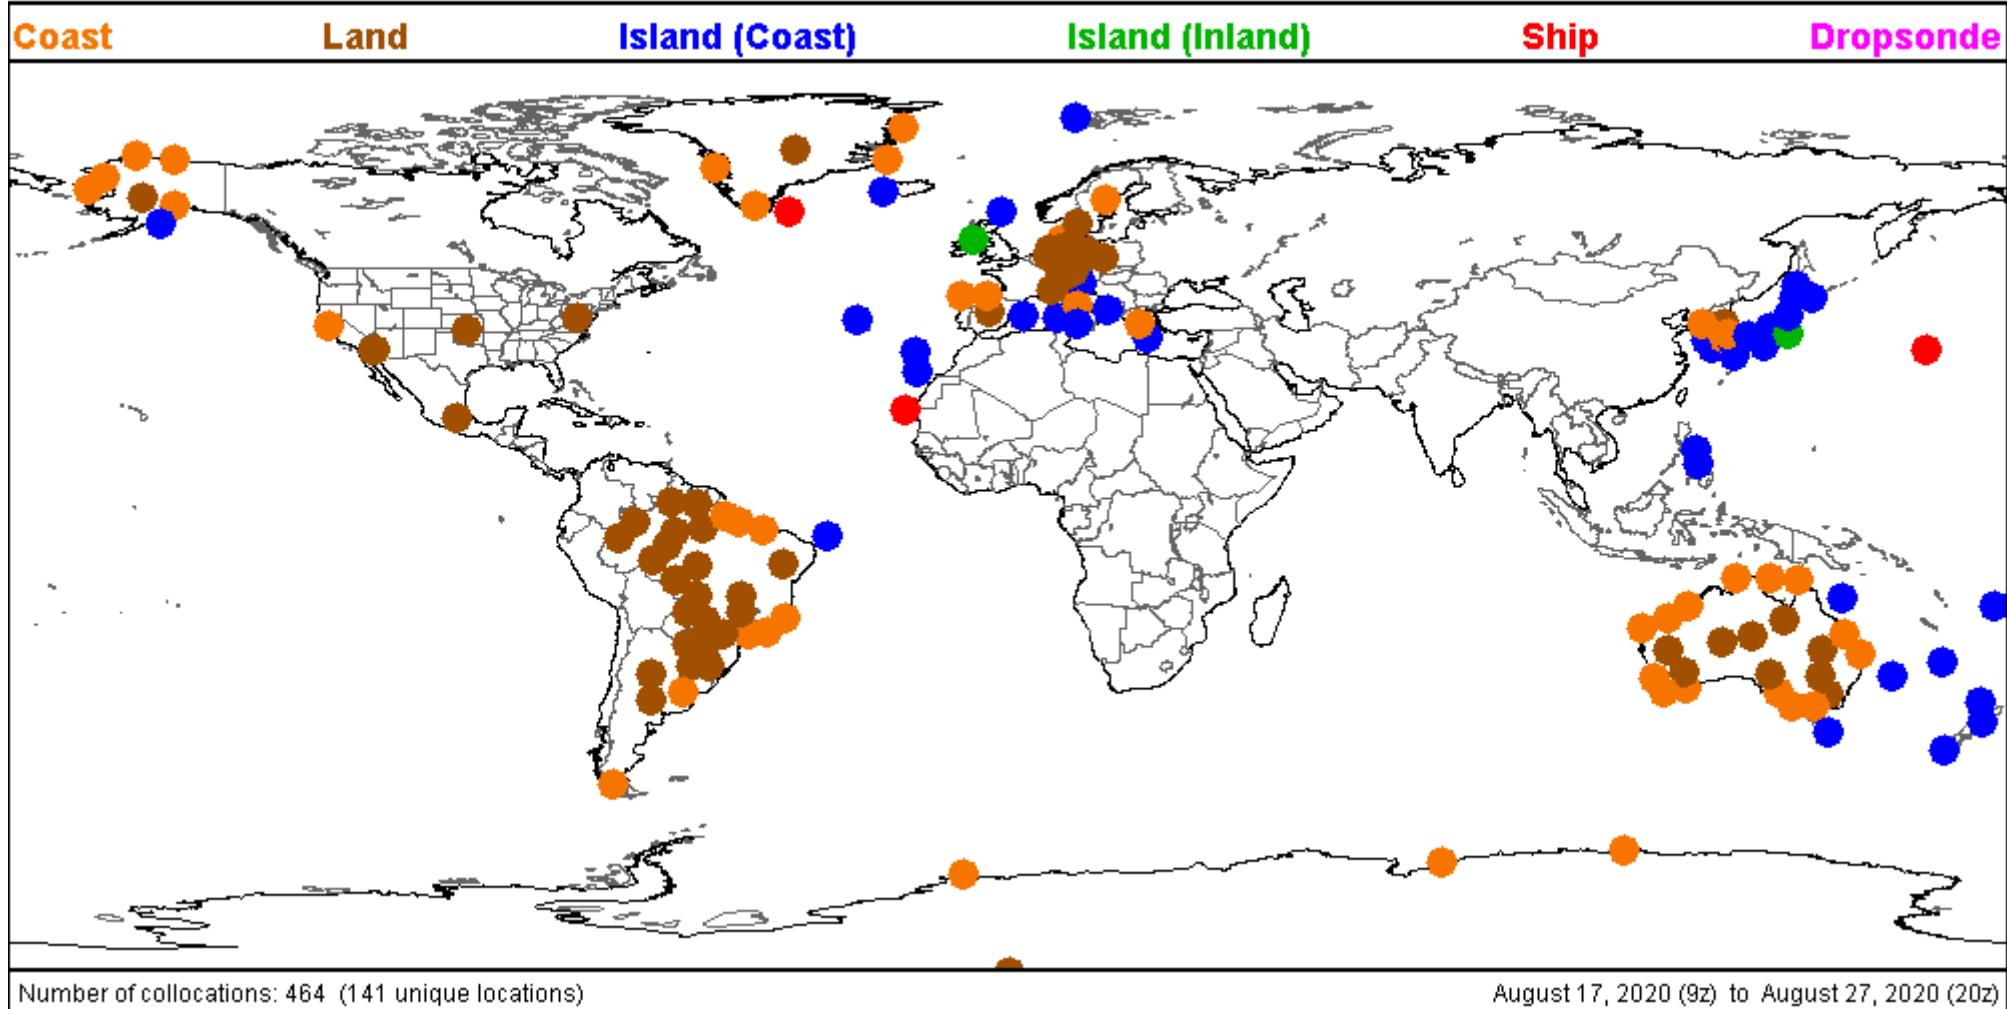 Coast Land Island (Coast) Island (Inland) Ship Dropsonde
Number of collocations: 464 (141 unique locations) August 17, 2020 (9z) to August 27, 2020 (20z)